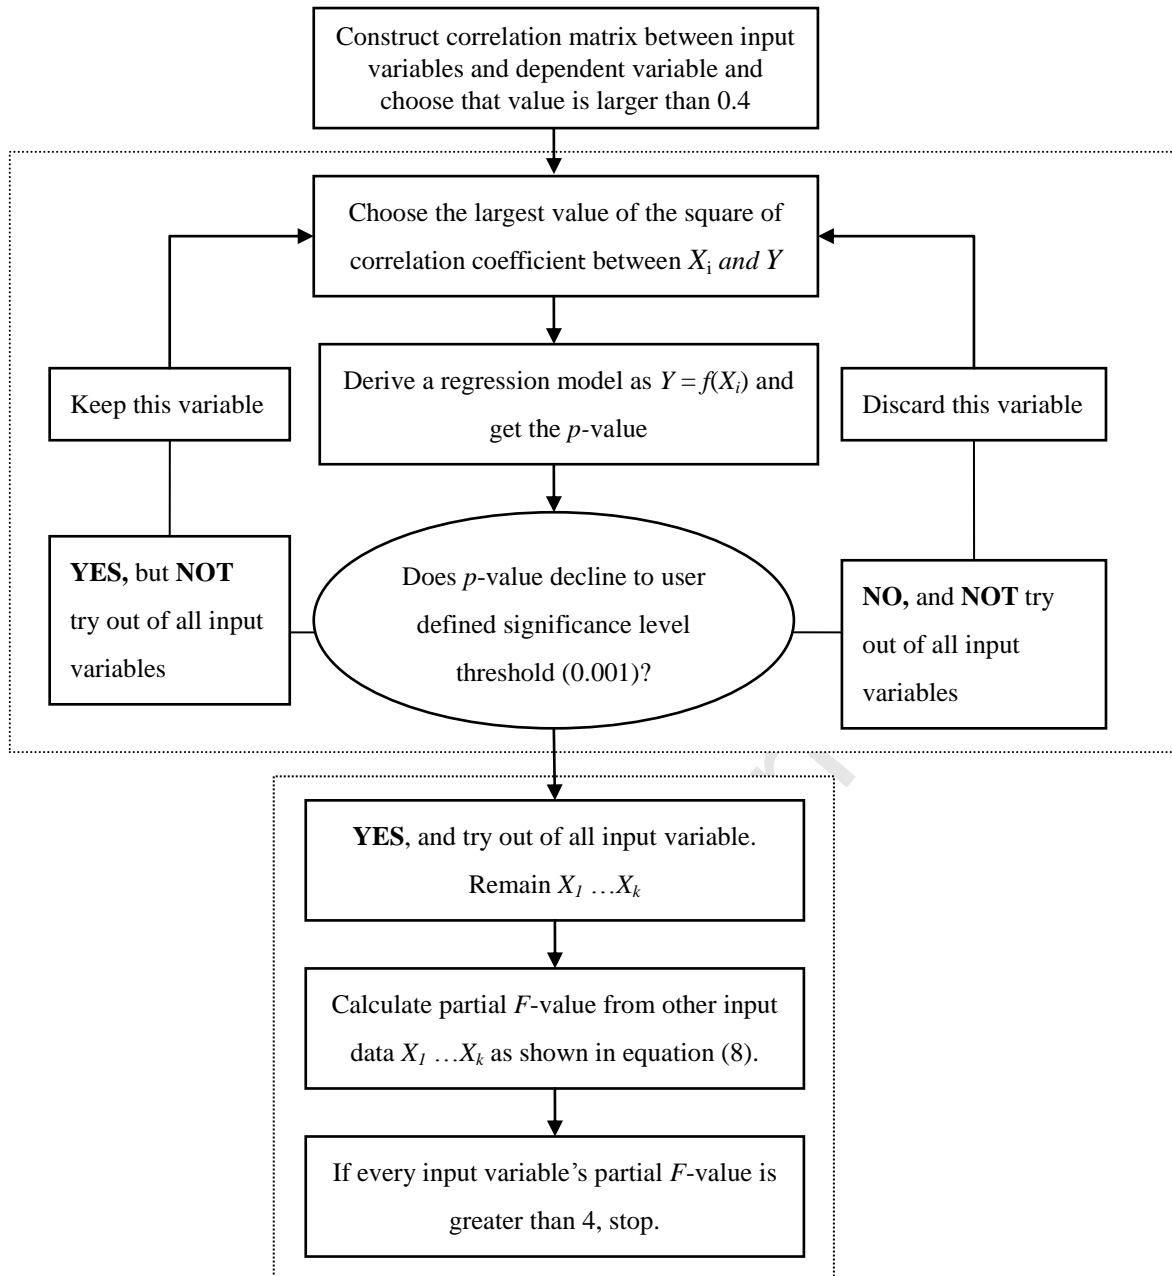 Construct correlation matrix between input
variables and dependent variable and
choose that value is larger than 0.4
Choose the largest value of the square of
correlation coefficient between Xi and Y
Derive a regression model as Y = f(Xi) and
get the p-value
Keep this variable
Discard this variable
YES, but NOT
try out of all input
variables
Does p-value decline to user
defined significance level
threshold (0.001)?
NO, and NOT try
out of all input
variables
YES, and try out of all input variable.
Remain X1 …Xk
Calculate partial F-value from other input
data X1 …Xk as shown in equation (8).
If every input variable’s partial F-value is
greater than 4, stop.